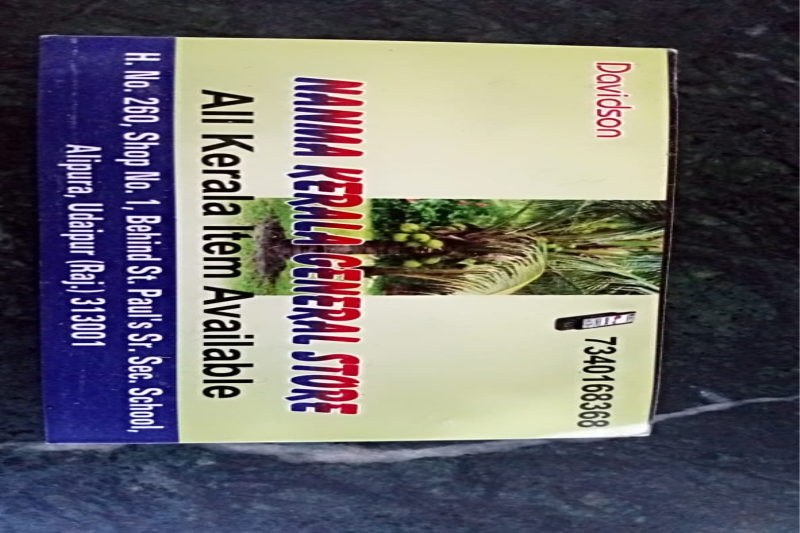 Davidson
7340168368
NANMA KERALA GENERAL STORE
All Kerala Item Available
H. No. 260, Shop No. 1, Behind St. Paul's Sr. Sec. School,
Alipura, Udaipur (Raj.) 313001